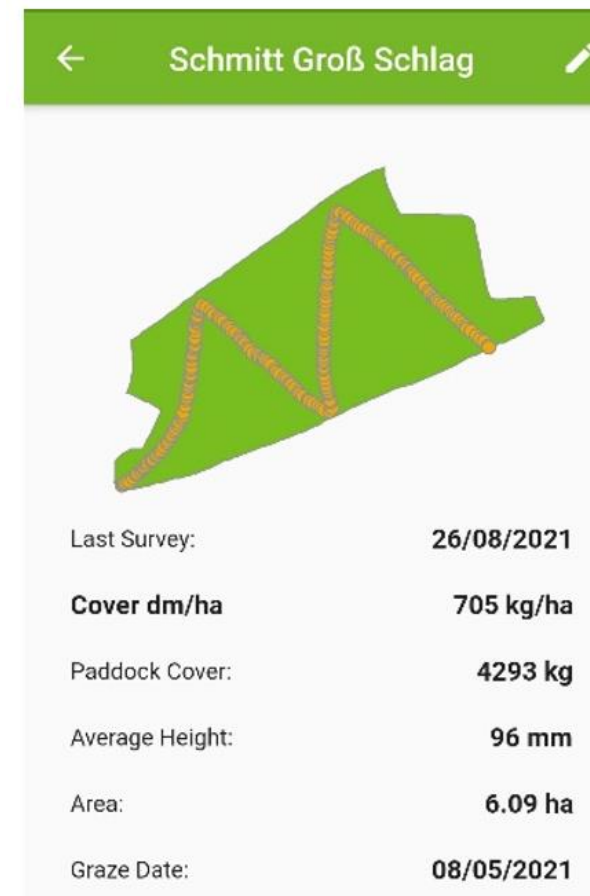 Schmitt Groß Schlag
Last Survey: 26/08/2021
Cover dm/ha 705 kg/ha
Paddock Cover: 4293 kg
Average Height: 96 mm
Area: 6.09 ha
Graze Date: 08/05/2021